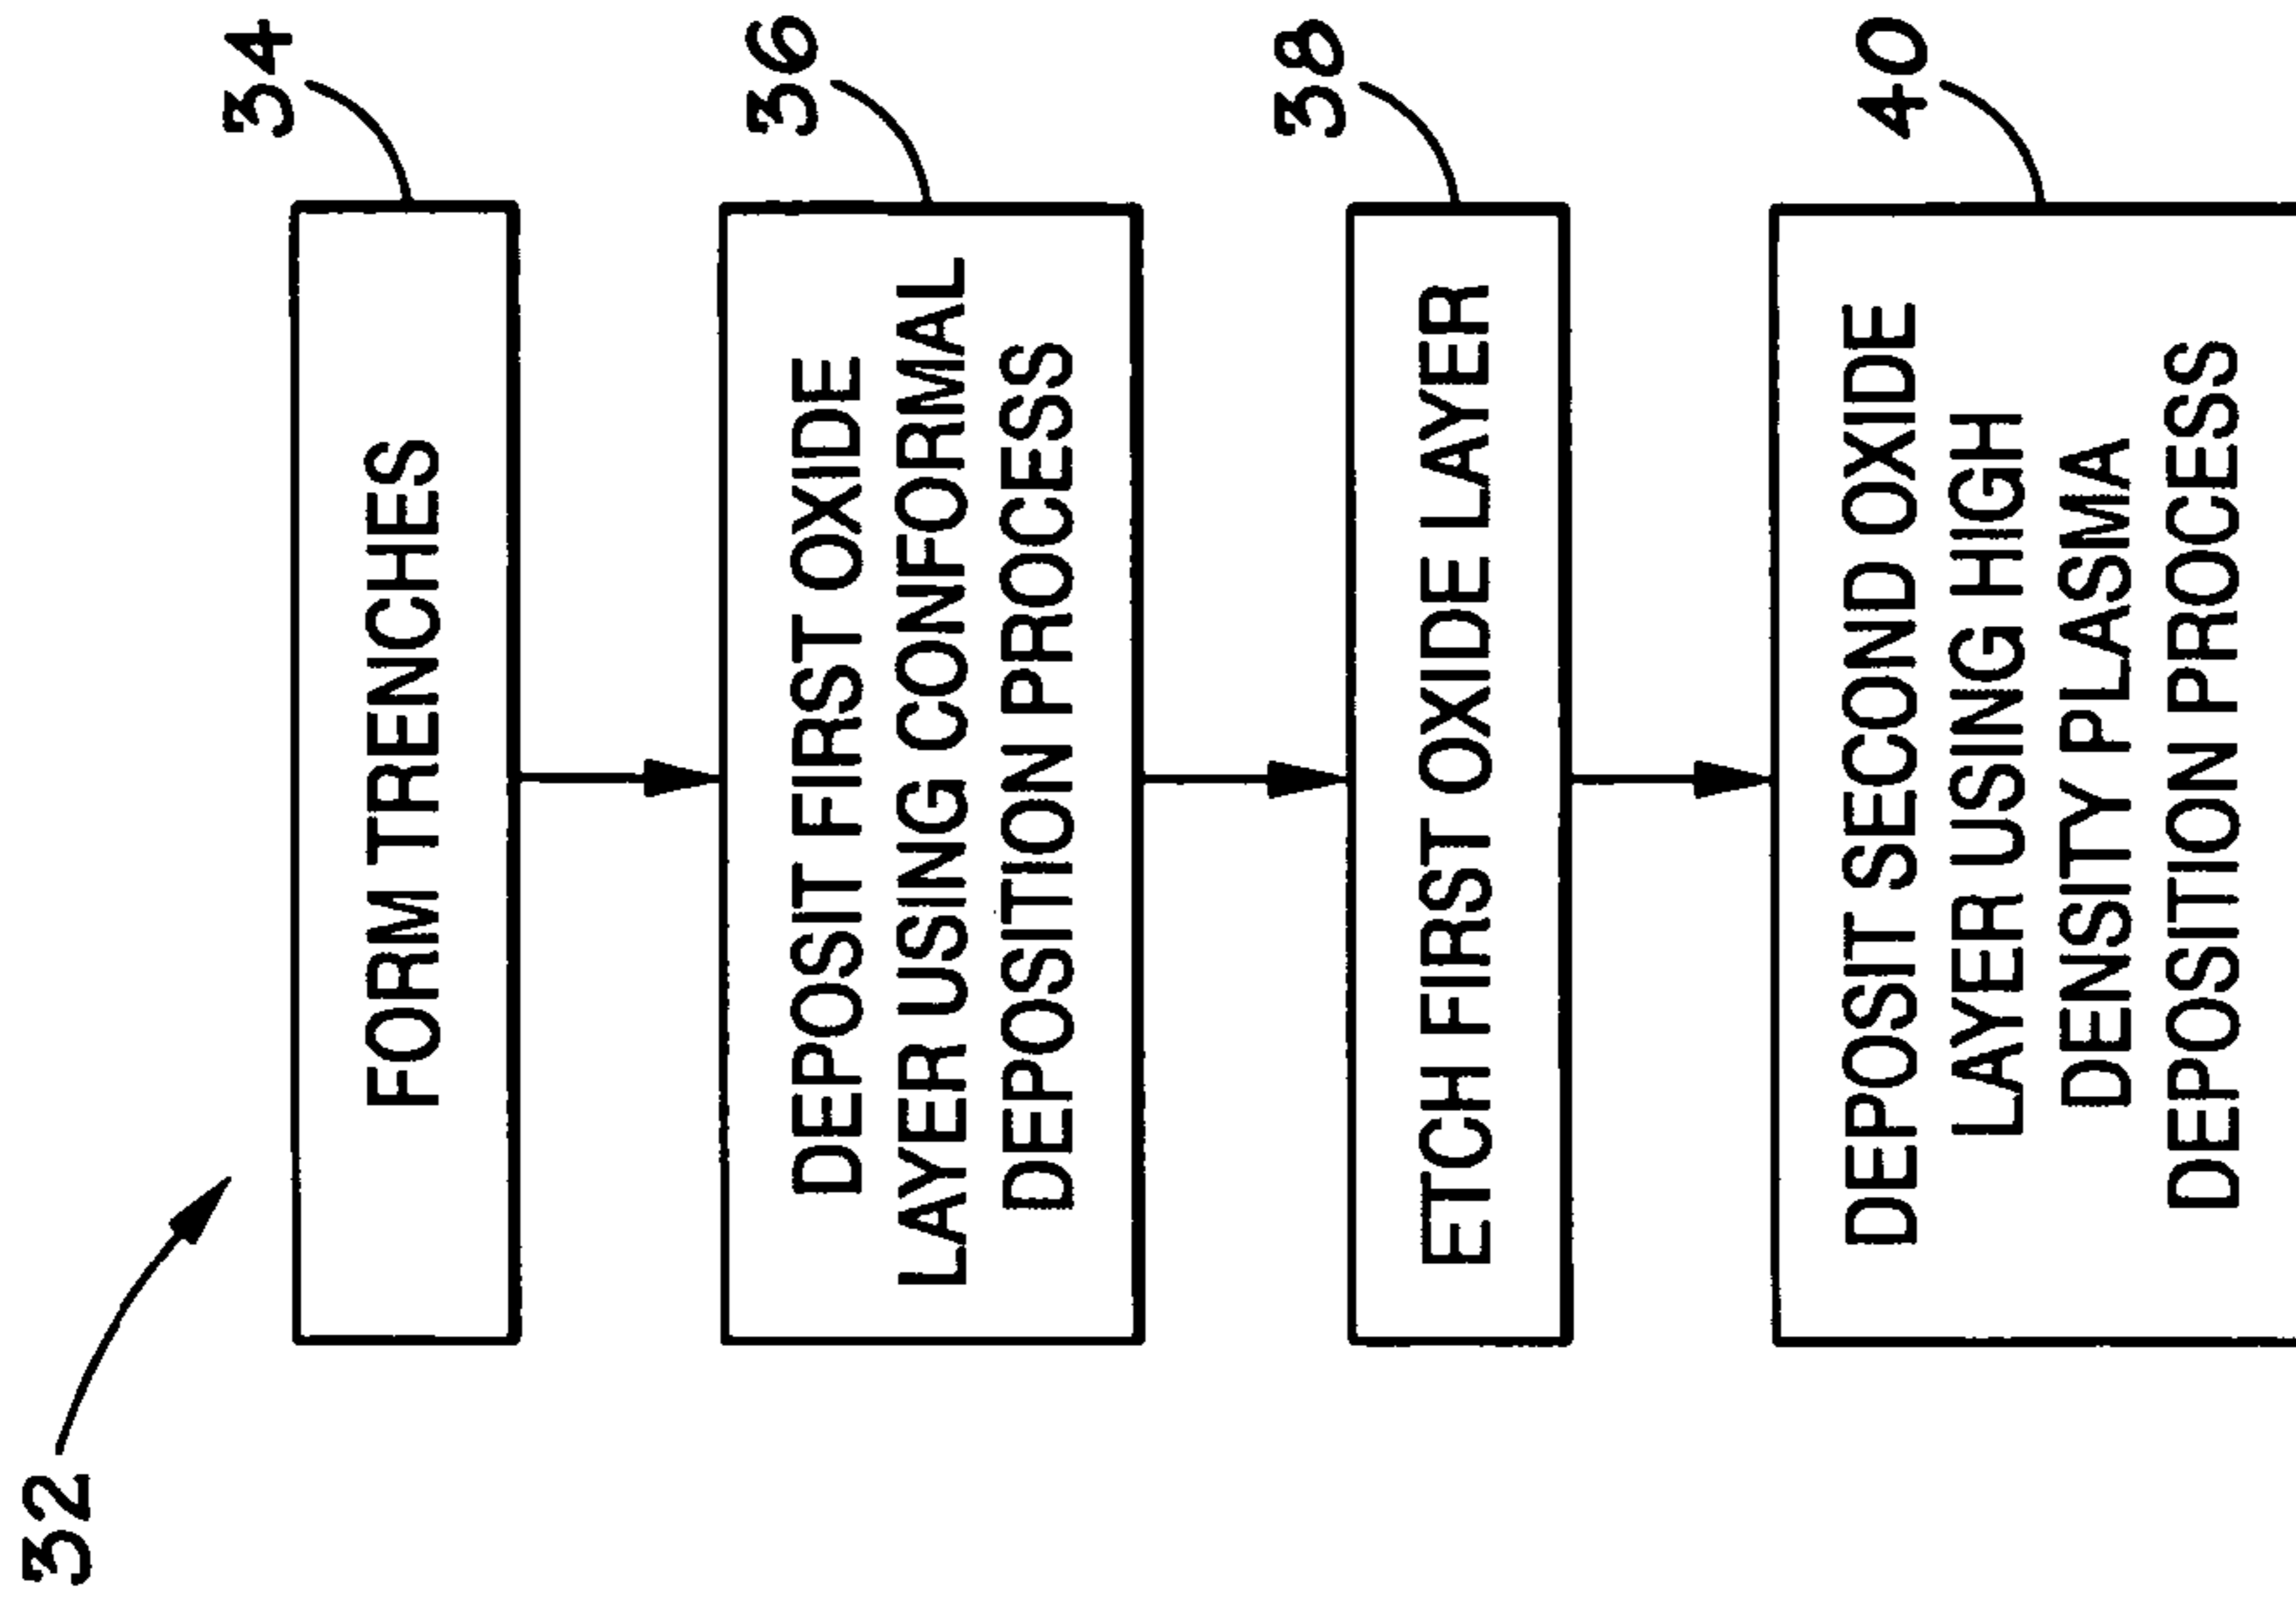 32
34
FORM TRENCHES
36
DEPOSIT FIRST OXIDE
LAYER USING CONFORMAL
DEPOSITION PROCESS
38
ETCH FIRST OXIDE LAYER
40
DEPOSIT SECOND OXIDE
LAYER USING HIGH
DENSITY PLASMA
DEPOSITION PROCESS